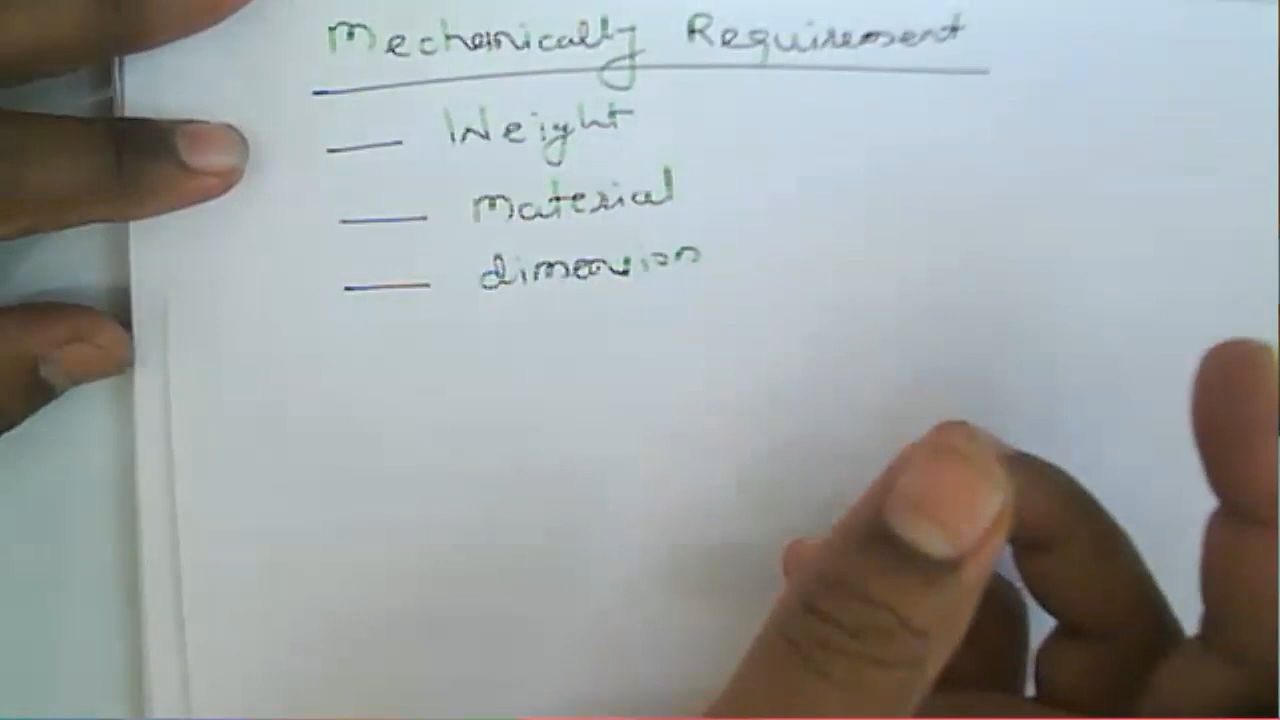 Mechanically Requirement
— Weight
— Material
— dimension